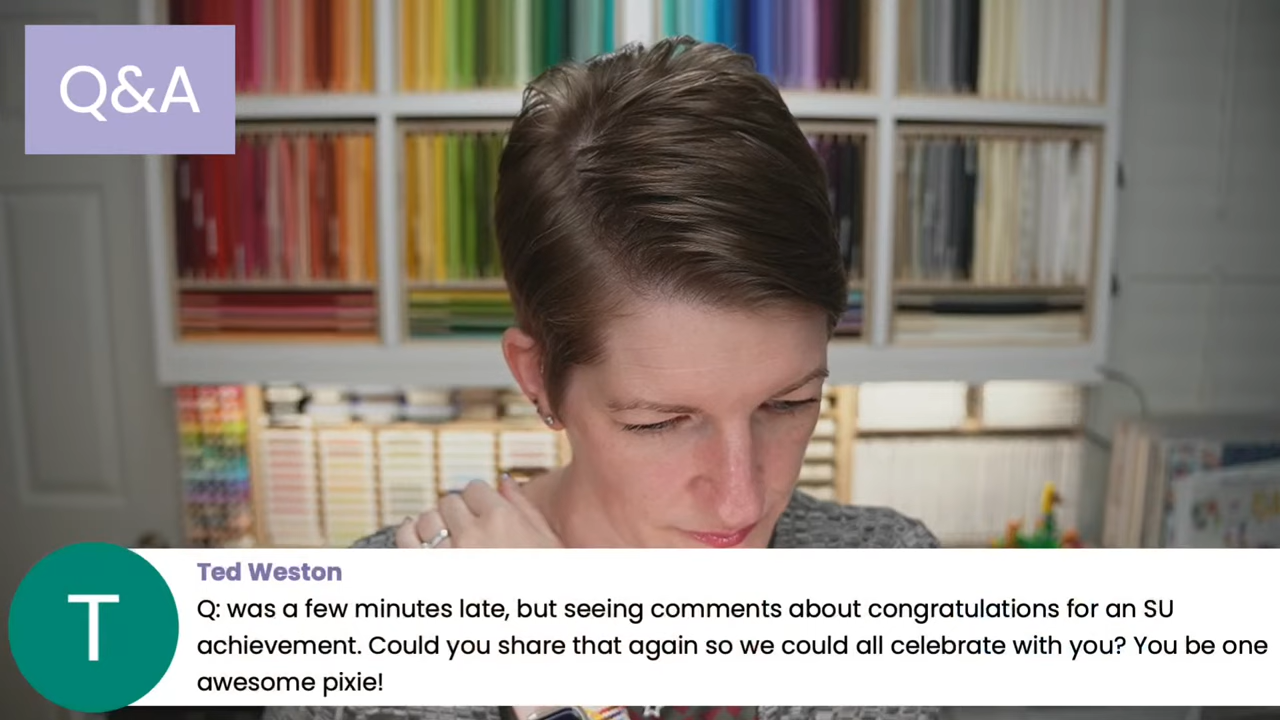 Q&A
T
Ted Weston
Q: was a few minutes late, but seeing comments about congratulations for an SU
achievement. Could you share that again so we could all celebrate with you? You be one
awesome pixie!